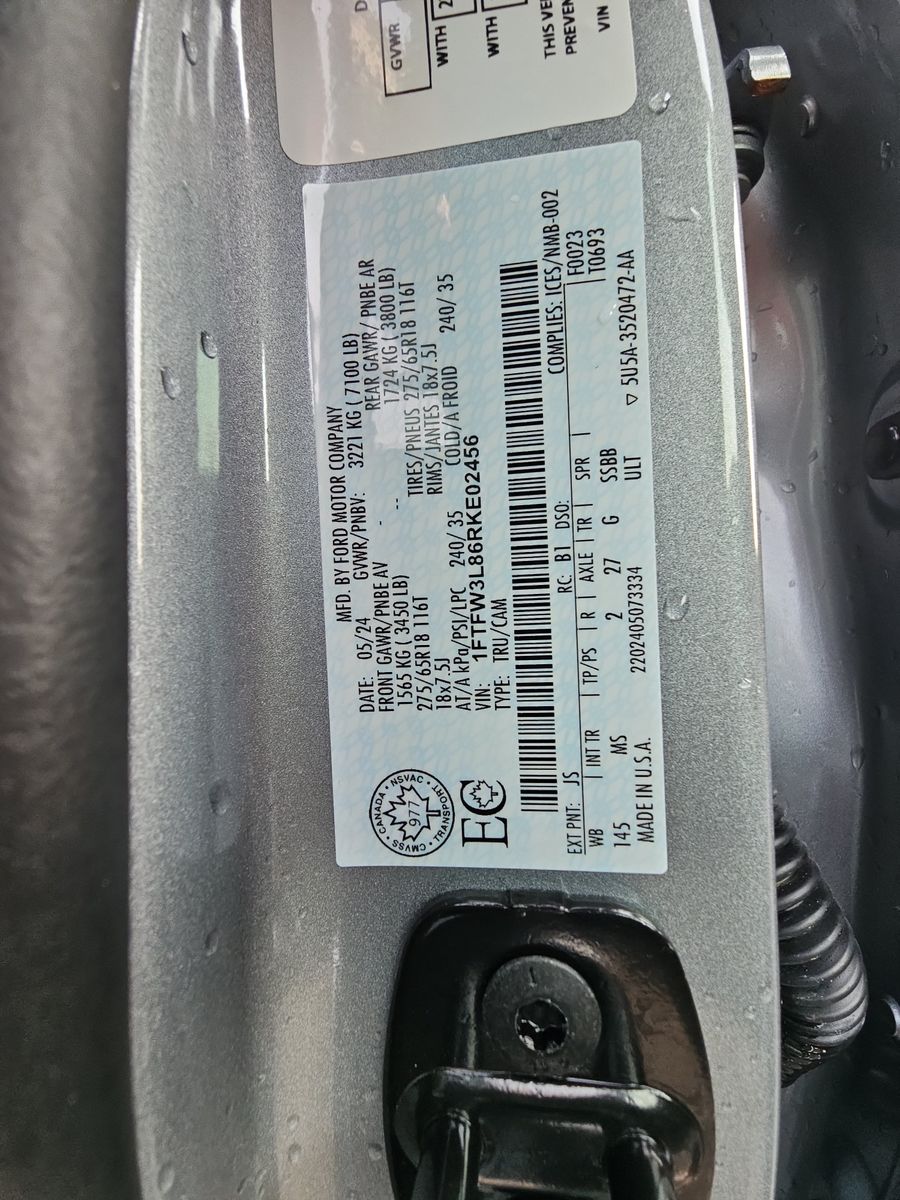 GVWR
WITH
WITH
THIS VE
PREVEN
VIN
MFD. BY FORD MOTOR COMPANY
DATE: 05/24 GVWR/PNBV: 3221 KG ( 7100 LB)
FRONT GAWR/PNBE AV - REAR GAWR/ PNBE AR
1565 KG ( 3450 LB) -- 1724 KG ( 3800 LB)
275/65R18 116T TIRES/PNEUS 275/65R18 116T
18x7.5J RIMS/JANTES 18x7.5J
AT/A kPa/PSI/LPC 240/ 35 COLD/A FROID 240/ 35
VIN: 1FTFW3L86RKE02456
TYPE: TRU/CAM
CANADA • NSVAC • TRANSPORT • CMVSS •
977
EC
COMPLIES: ICES/NMB-002
EXT PNT: JS RC: B1 DSO: F0023
WB | INT TR | TP/PS | R | AXLE | TR | SPR | T0693
145 MS 2 27 G SSBB
MADE IN U.S.A. 2202405073334 ULT ▽ 5U5A-3520472-AA